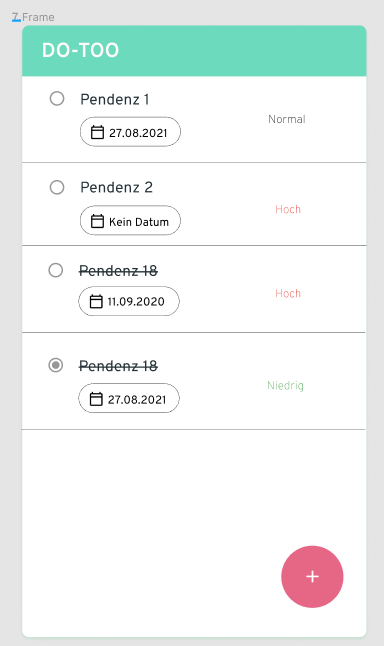 7. Frame
DO-TOO
Pendenz 1
27.08.2021
Normal
Pendenz 2
Kein Datum
Hoch
Pendenz 18
11.09.2020
Hoch
Pendenz 18
27.08.2021
Niedrig
+